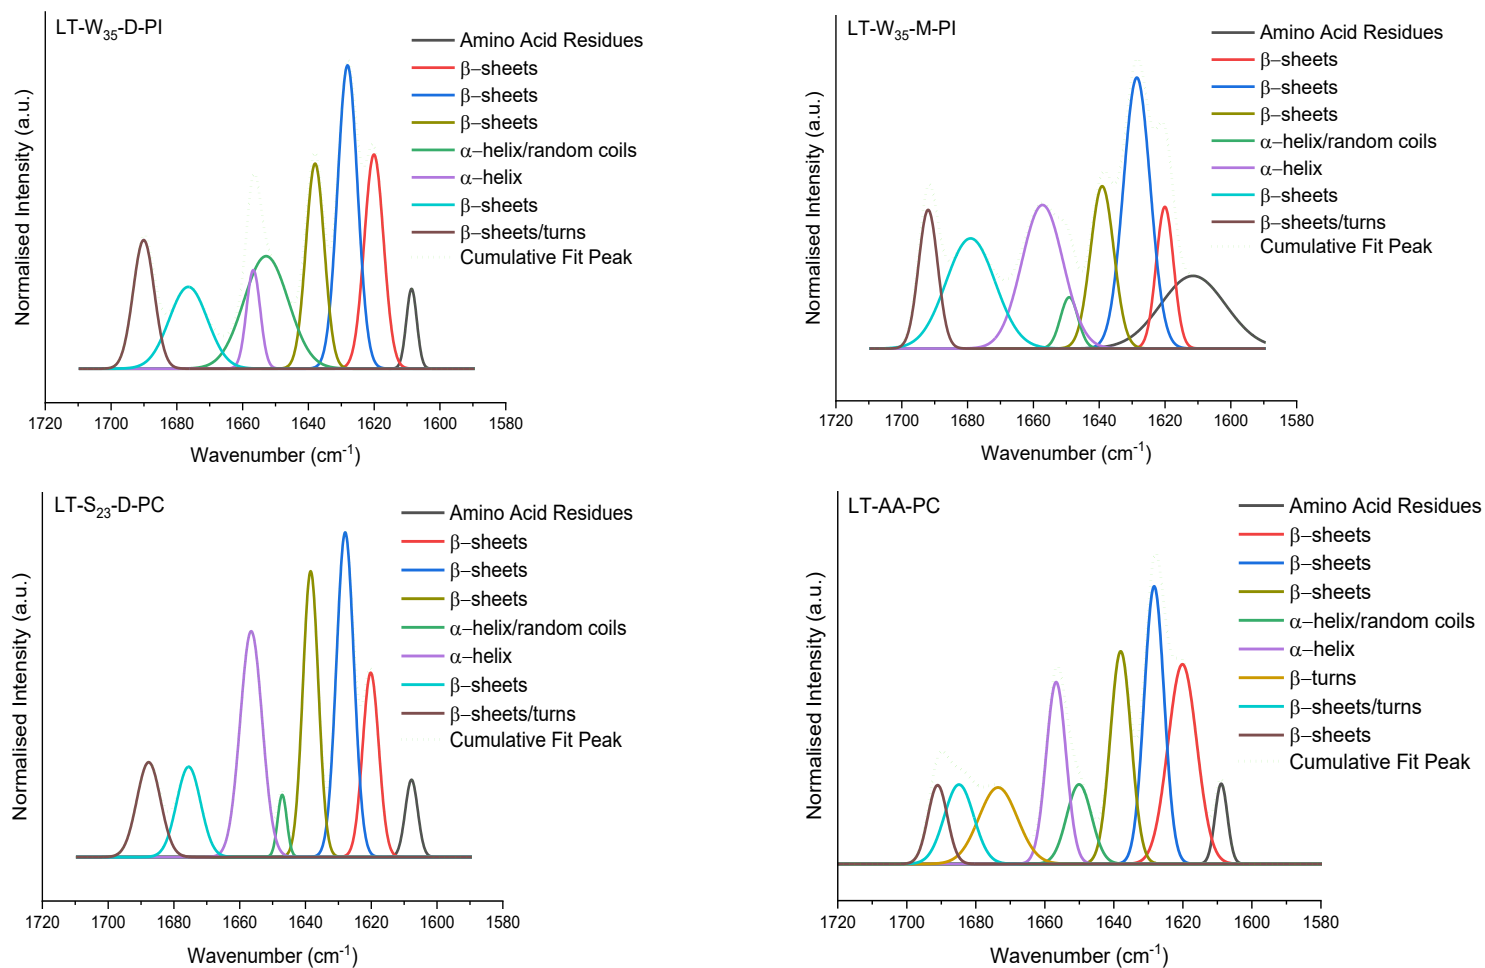 LT-W35-D-PI
Amino Acid Residues
β–sheets
β–sheets
β–sheets
α–helix/random coils
α–helix
β–sheets
β–sheets/turns
Cumulative Fit Peak
Normalised Intensity (a.u.)
1720 1700 1680 1660 1640 1620 1600 1580
Wavenumber (cm-1)
LT-W35-M-PI
Amino Acid Residues
β–sheets
β–sheets
β–sheets
α–helix/random coils
α–helix
β–sheets
β–sheets/turns
Cumulative Fit Peak
Normalised Intensity (a.u.)
1720 1700 1680 1660 1640 1620 1600 1580
Wavenumber (cm-1)
LT-S23-D-PC
Amino Acid Residues
β–sheets
β–sheets
β–sheets
α–helix/random coils
α–helix
β–sheets
β–sheets/turns
Cumulative Fit Peak
Normalised Intensity (a.u.)
1720 1700 1680 1660 1640 1620 1600 1580
Wavenumber (cm-1)
LT-AA-PC
Amino Acid Residues
β–sheets
β–sheets
β–sheets
α–helix/random coils
α–helix
β–turns
β–sheets/turns
β–sheets
Cumulative Fit Peak
Normalised Intensity (a.u.)
1720 1700 1680 1660 1640 1620 1600 1580
Wavenumber (cm-1)